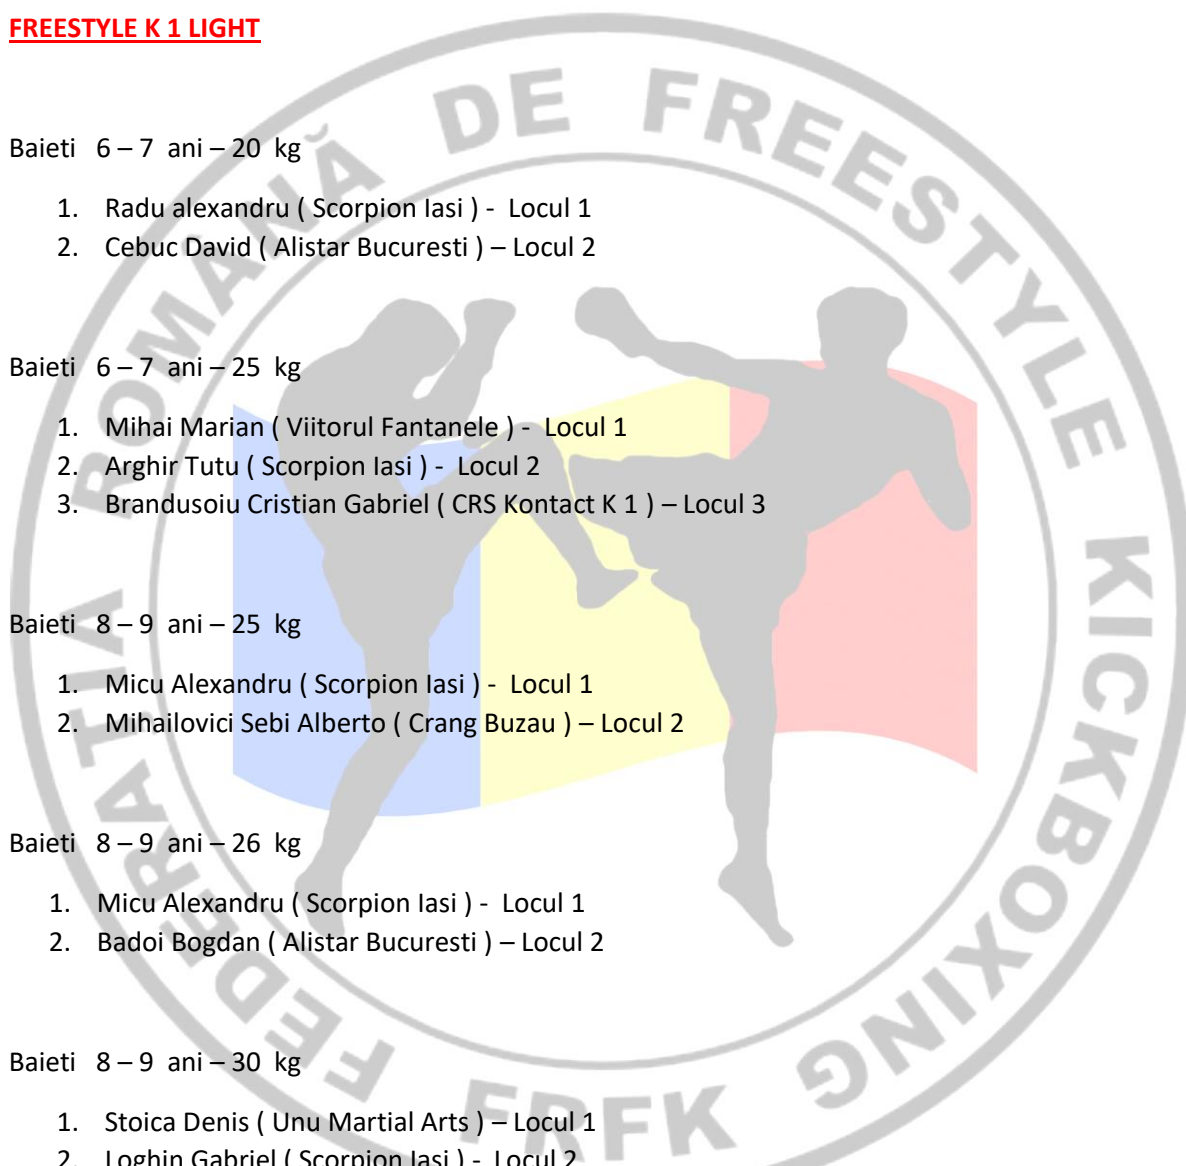 FREESTYLE K 1 LIGHT
Baieti 6 – 7 ani – 20 kg
1. Radu alexandru ( Scorpion Iasi ) - Locul 1
2. Cebuc David ( Alistar Bucuresti ) – Locul 2
Baieti 6 – 7 ani – 25 kg
1. Mihai Marian ( Viitorul Fantanele ) - Locul 1
2. Arghir Tutu ( Scorpion Iasi ) - Locul 2
3. Brandusoiu Cristian Gabriel ( CRS Kontact K 1 ) – Locul 3
Baieti 8 – 9 ani – 25 kg
1. Micu Alexandru ( Scorpion Iasi ) - Locul 1
2. Mihailovici Sebi Alberto ( Crang Buzau ) – Locul 2
Baieti 8 – 9 ani – 26 kg
1. Micu Alexandru ( Scorpion Iasi ) - Locul 1
2. Badoi Bogdan ( Alistar Bucuresti ) – Locul 2
Baieti 8 – 9 ani – 30 kg
1. Stoica Denis ( Unu Martial Arts ) – Locul 1
2. Loghin Gabriel ( Scorpion Iasi ) - Locul 2
FEDERAȚIA ROMÂNĂ DE FREESTYLE KICKBOXING
FRFK